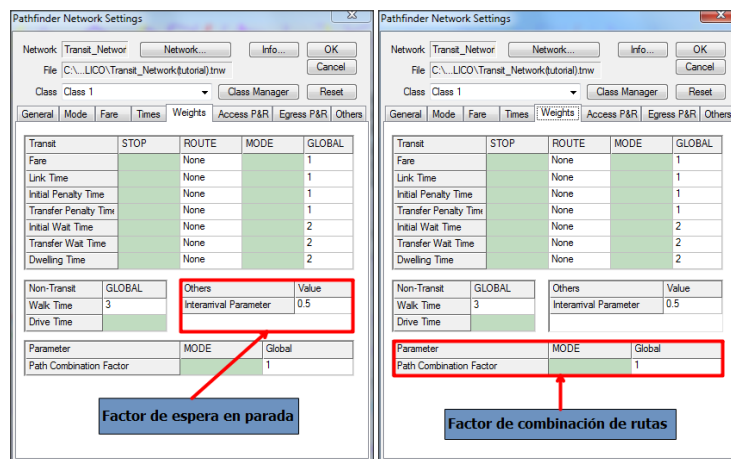 Pathfinder Network Settings
Network Transit_Networ Network... Info... OK
File C:\...LICO\Transit_Network(tutorial).tnw Cancel
Class Class 1 Class Manager Reset
General Mode Fare Times Weights Access P&R Egress P&R Others
Transit STOP ROUTE MODE GLOBAL
Fare None 1
Link Time None 1
Initial Penalty Time None 1
Transfer Penalty Time None 1
Initial Wait Time None 2
Transfer Wait Time None 2
Dwelling Time None 2
Non-Transit GLOBAL Others Value
Walk Time 3 Interarrival Parameter 0.5
Drive Time
Parameter MODE Global
Path Combination Factor 1
Factor de espera en parada
Pathfinder Network Settings
Network Transit_Networ Network... Info... OK
File C:\...LICO\Transit_Network(tutorial).tnw Cancel
Class Class 1 Class Manager Reset
General Mode Fare Times Weights Access P&R Egress P&R Others
Transit STOP ROUTE MODE GLOBAL
Fare None 1
Link Time None 1
Initial Penalty Time None 1
Transfer Penalty Time None 1
Initial Wait Time None 2
Transfer Wait Time None 2
Dwelling Time None 2
Non-Transit GLOBAL Others Value
Walk Time 3 Interarrival Parameter 0.5
Drive Time
Parameter MODE Global
Path Combination Factor 1
Factor de combinación de rutas